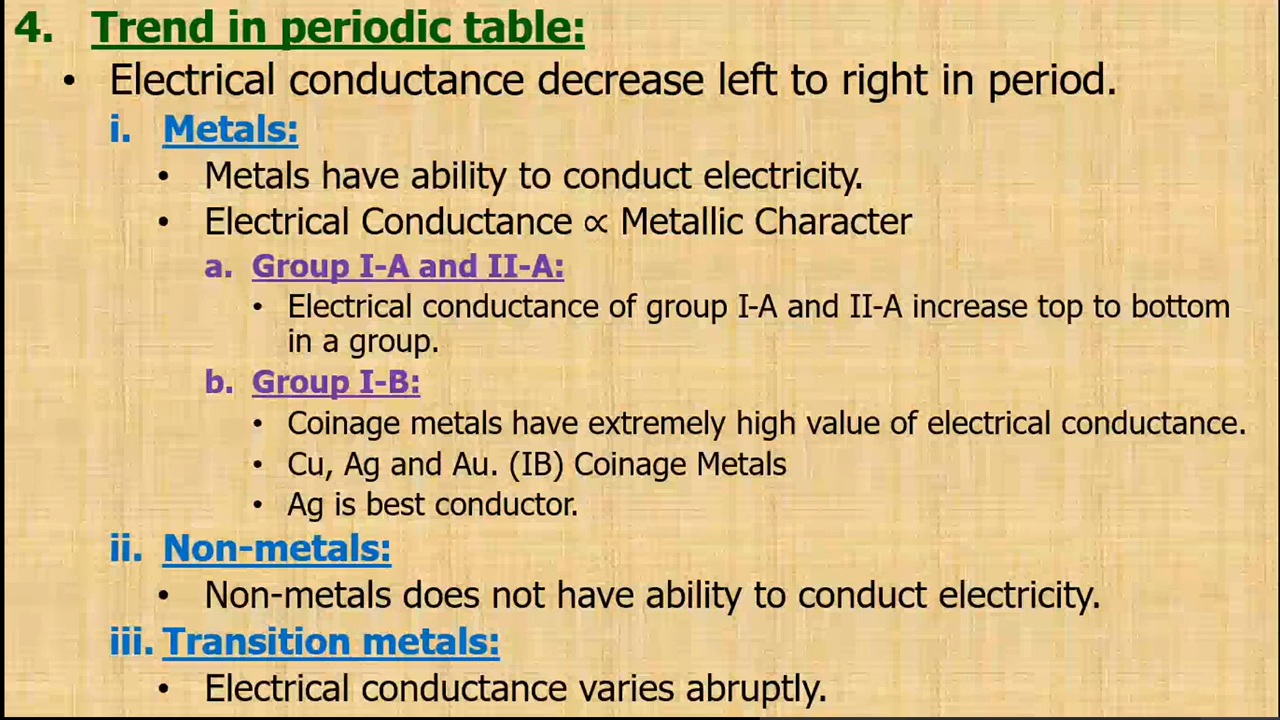 4. Trend in periodic table:
• Electrical conductance decrease left to right in period.
i. Metals:
• Metals have ability to conduct electricity.
• Electrical Conductance ∝ Metallic Character
a. Group I-A and II-A:
• Electrical conductance of group I-A and II-A increase top to bottom
in a group.
b. Group I-B:
• Coinage metals have extremely high value of electrical conductance.
• Cu, Ag and Au. (IB) Coinage Metals
• Ag is best conductor.
ii. Non-metals:
• Non-metals does not have ability to conduct electricity.
iii. Transition metals:
• Electrical conductance varies abruptly.